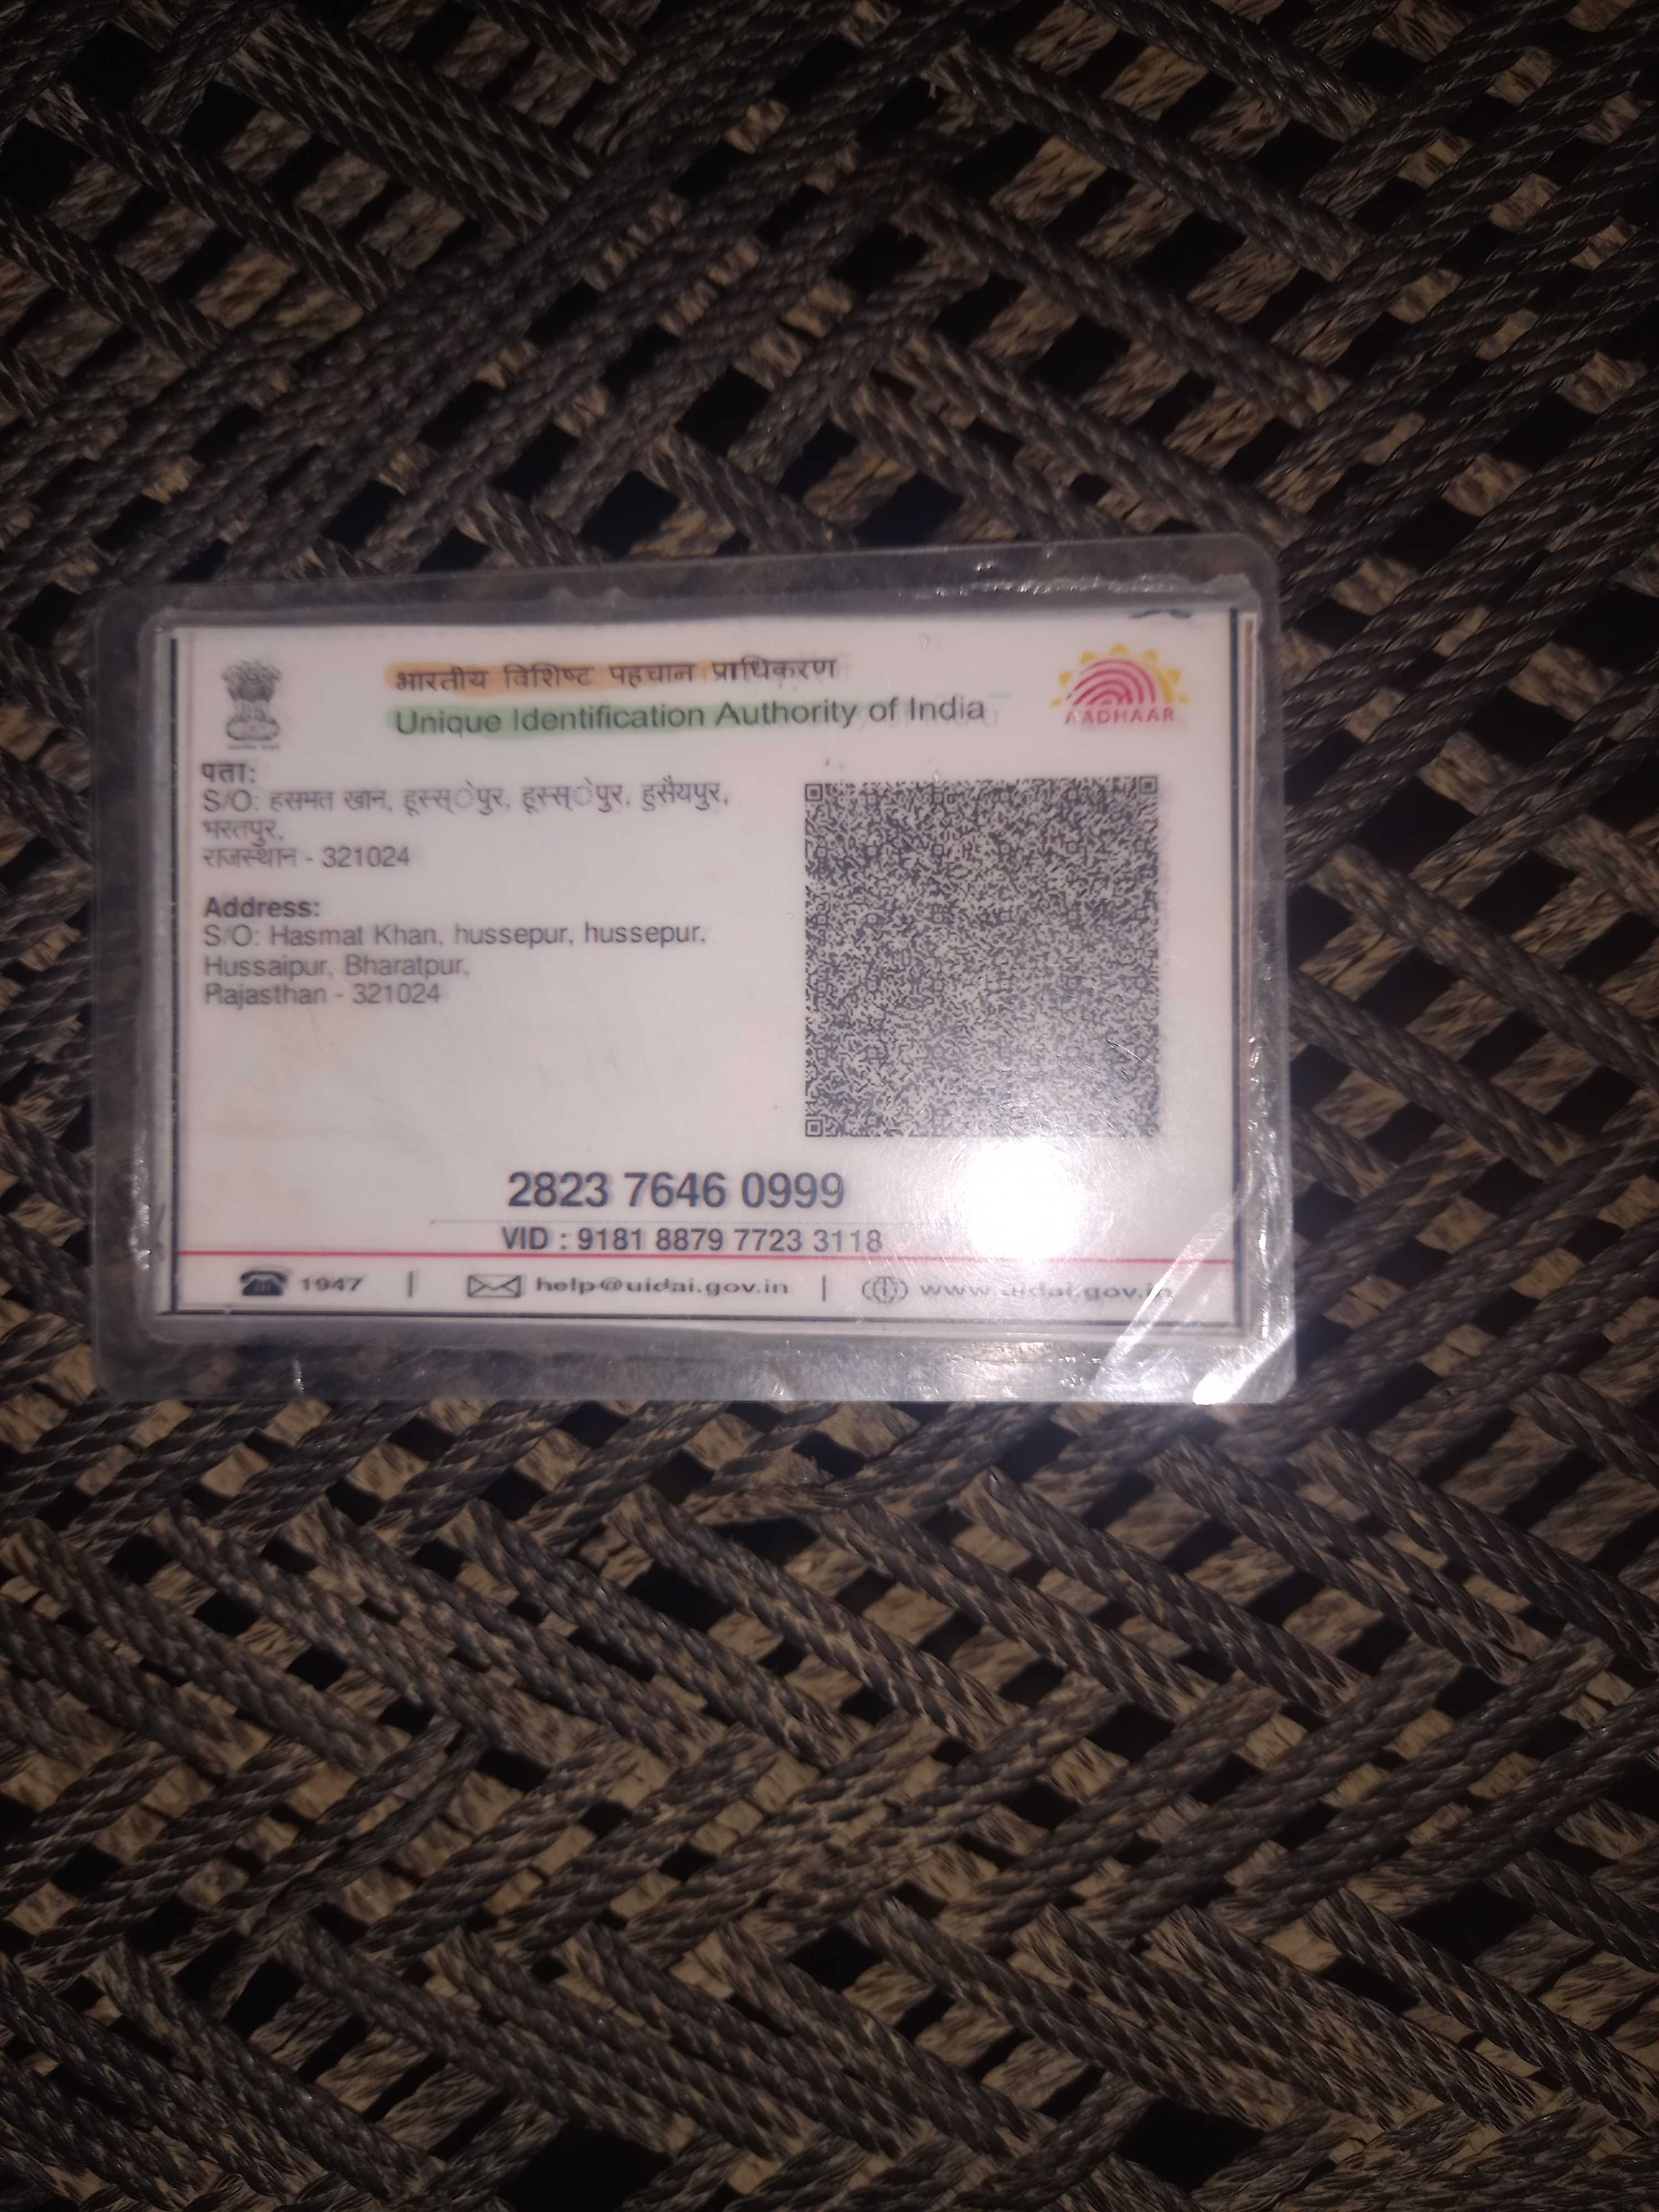 भारतीय विशिष्ट पहचान प्राधिकरण
Unique Identification Authority of India
AADHAAR
पता:
S/O: हसमत खान, हूस्स्ेपुर, हूस्स्ेपुर, हुसैयपुर,
भरतपुर,
राजस्थान - 321024
Address:
S/O: Hasmat Khan, hussepur, hussepur,
Hussaipur, Bharatpur,
Rajasthan - 321024
2823 7646 0999
VID : 9181 8879 7723 3118
1947 | help@uidai.gov.in | www.uidai.gov.in